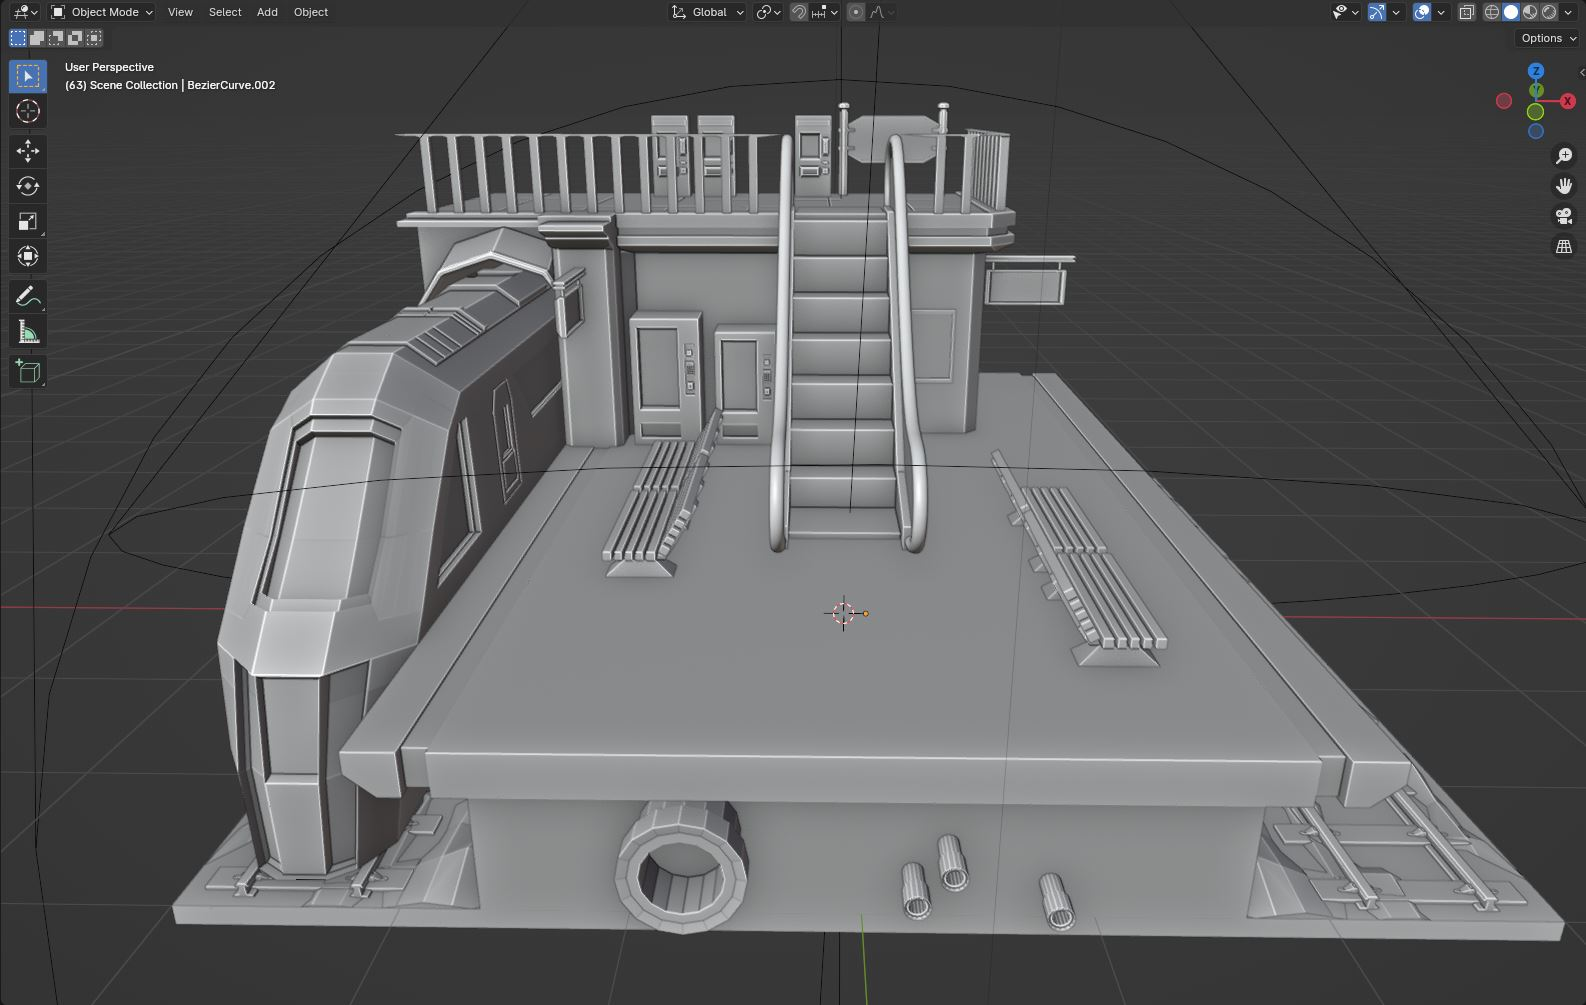 Object Mode View Select Add Object Global
Options
User Perspective
(63) Scene Collection | BezierCurve.002
Z
Y
X